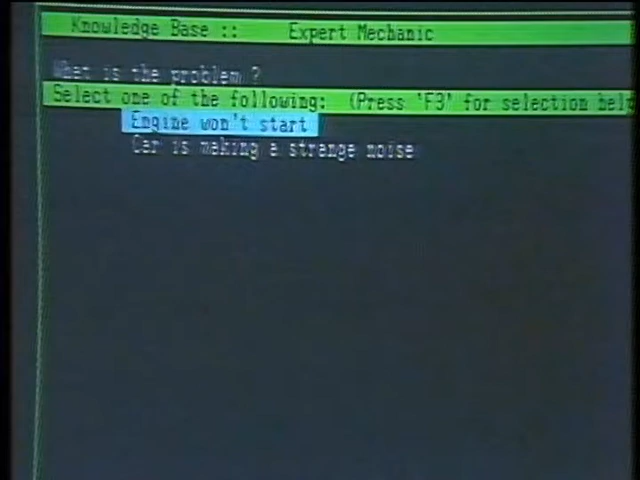 Knowledge Base :: Expert Mechanic
What is the problem ?
Select one of the following: (Press 'F3' for selection help
Engine won't start
Car is making a strange noise